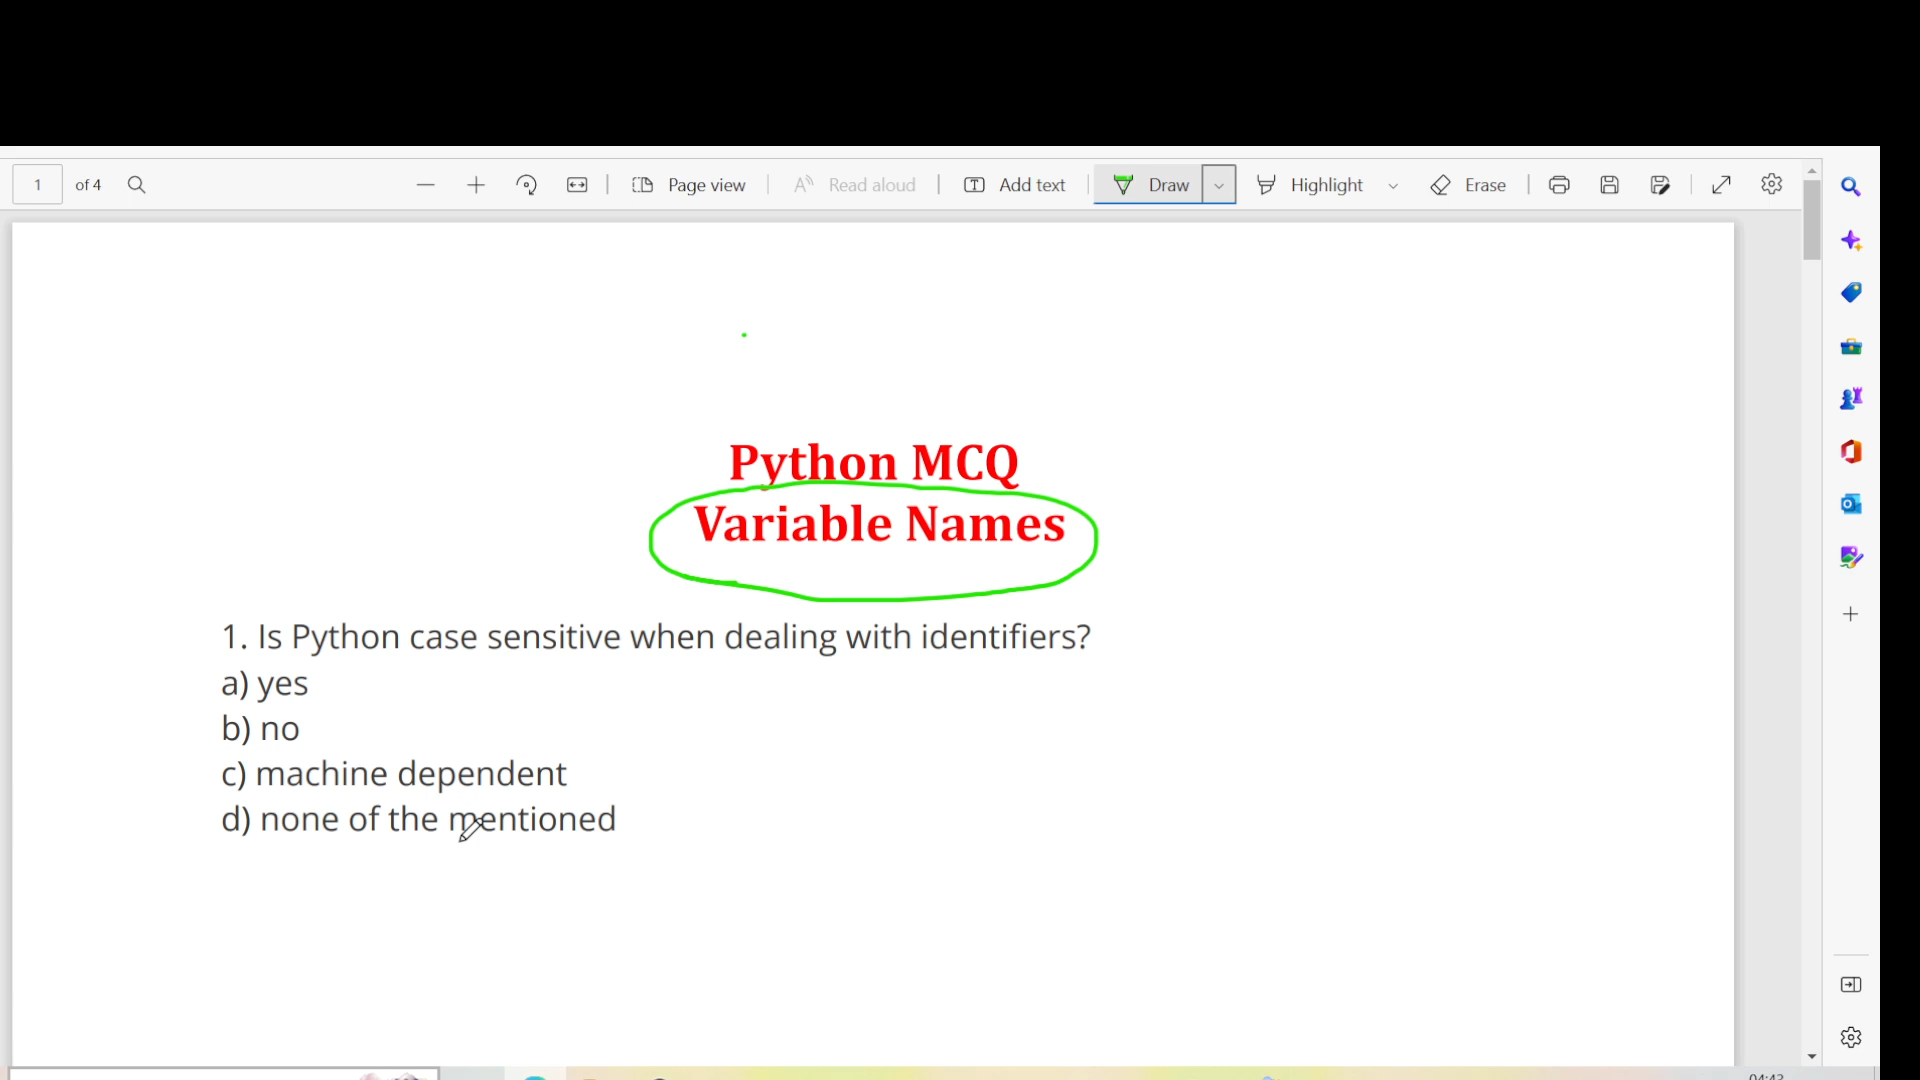 1 of 4 Page view Read aloud Add text Draw Highlight Erase
Python MCQ
Variable Names
1. Is Python case sensitive when dealing with identifiers?
a) yes
b) no
c) machine dependent
d) none of the mentioned